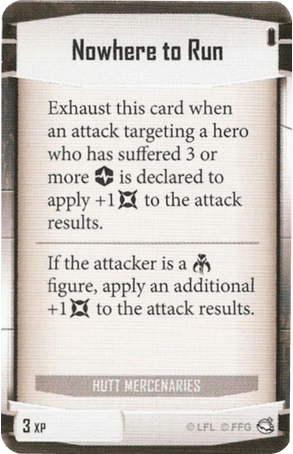 Nowhere to Run
Exhaust this card when
an attack targeting a hero
who has suffered 3 or
more is declared to
apply +1 to the attack
results.
If the attacker is a
figure, apply an additional
+1 to the attack results.
HUTT MERCENARIES
3 XP
© LFL © FFG